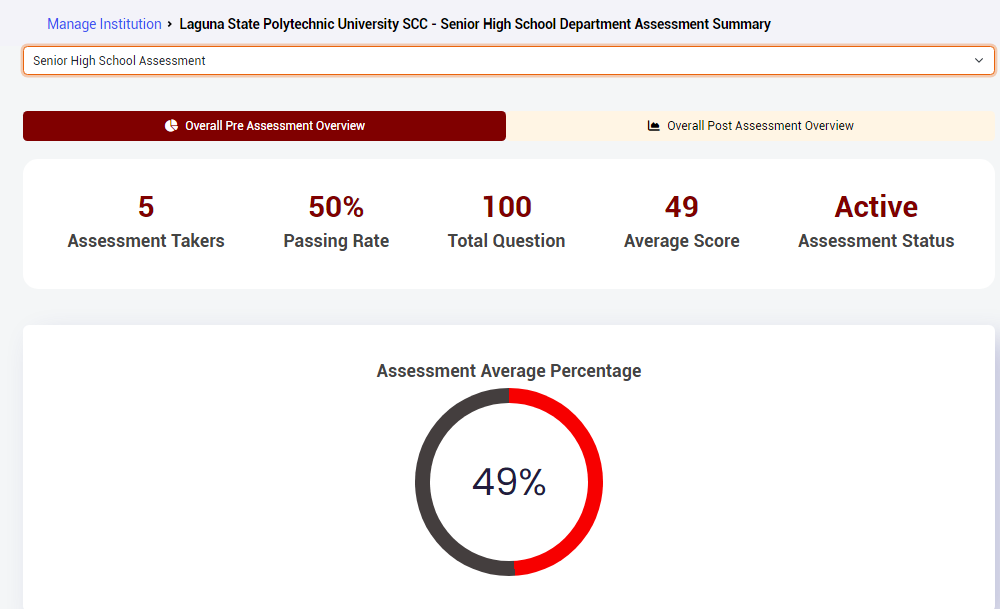 Manage Institution › Laguna State Polytechnic University SCC - Senior High School Department Assessment Summary
Senior High School Assessment
Overall Pre Assessment Overview
Overall Post Assessment Overview
5
50%
100
49
Active
Assessment Takers
Passing Rate
Total Question
Average Score
Assessment Status
Assessment Average Percentage
49%